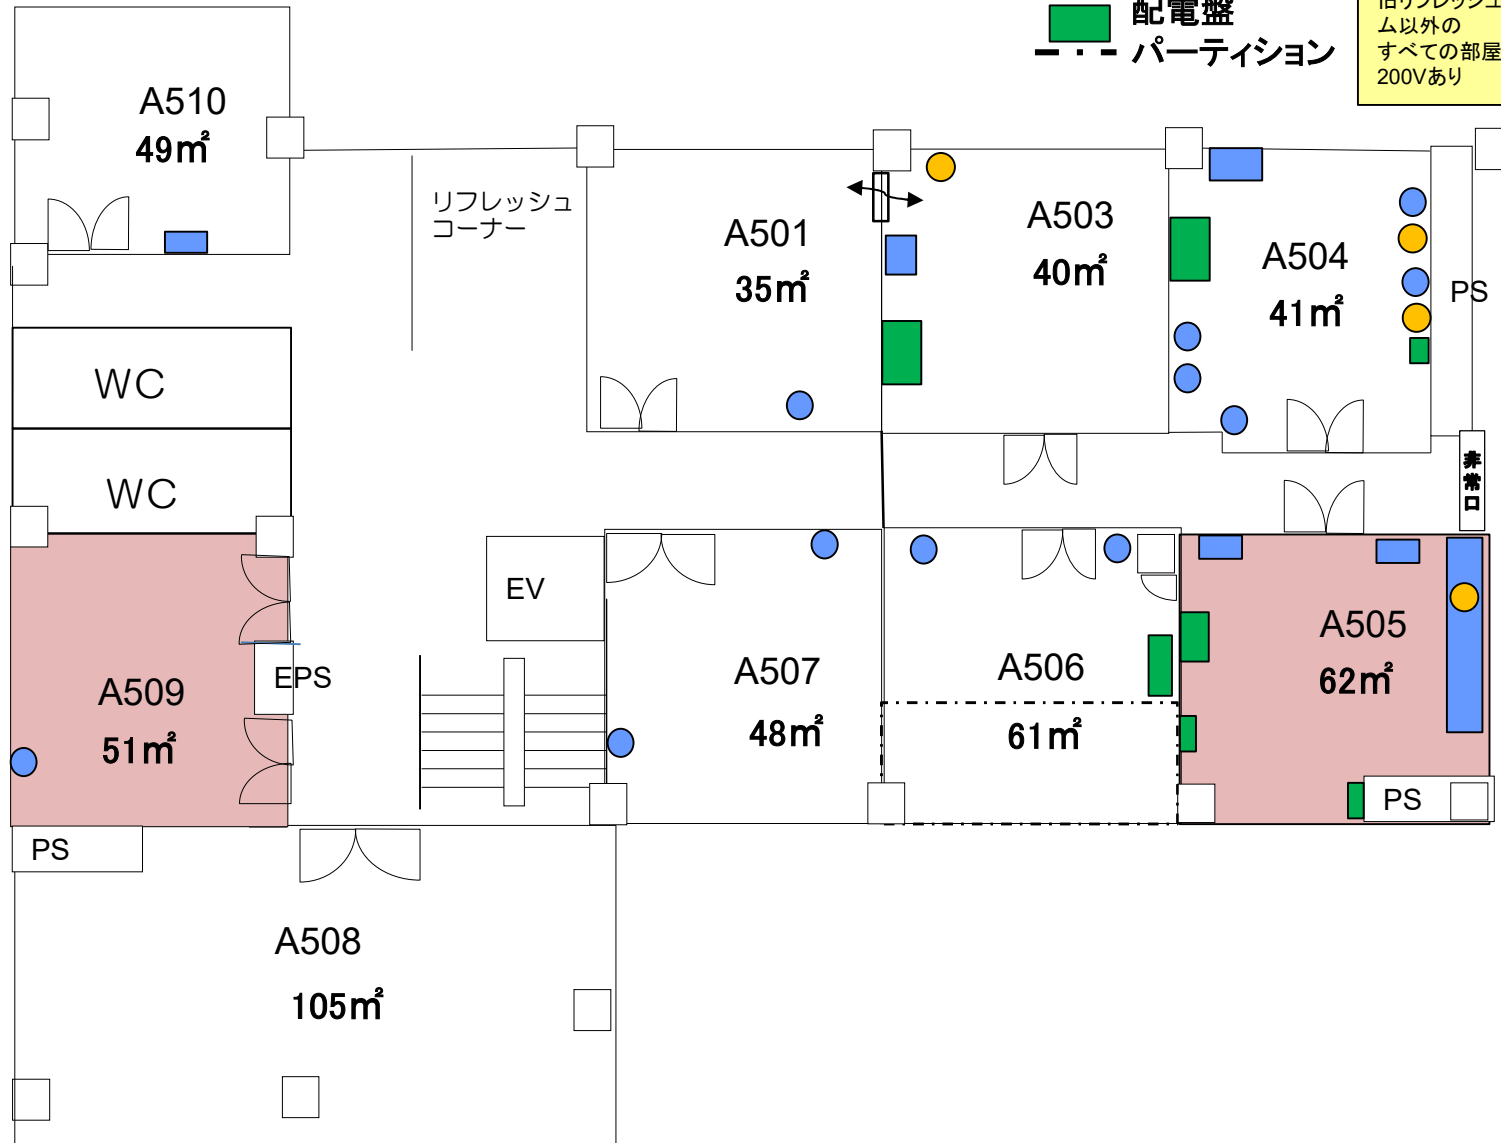 配電盤
パーティション
ム以外の
すべての部屋
200Vあり
A510
49㎡
リフレッシュ
コーナー
A501
35㎡
A503
40㎡
A504
41㎡
PS
WC
WC
非常口
EV
A509
51㎡
EPS
A507
48㎡
A506
61㎡
A505
62㎡
PS
PS
A508
105㎡